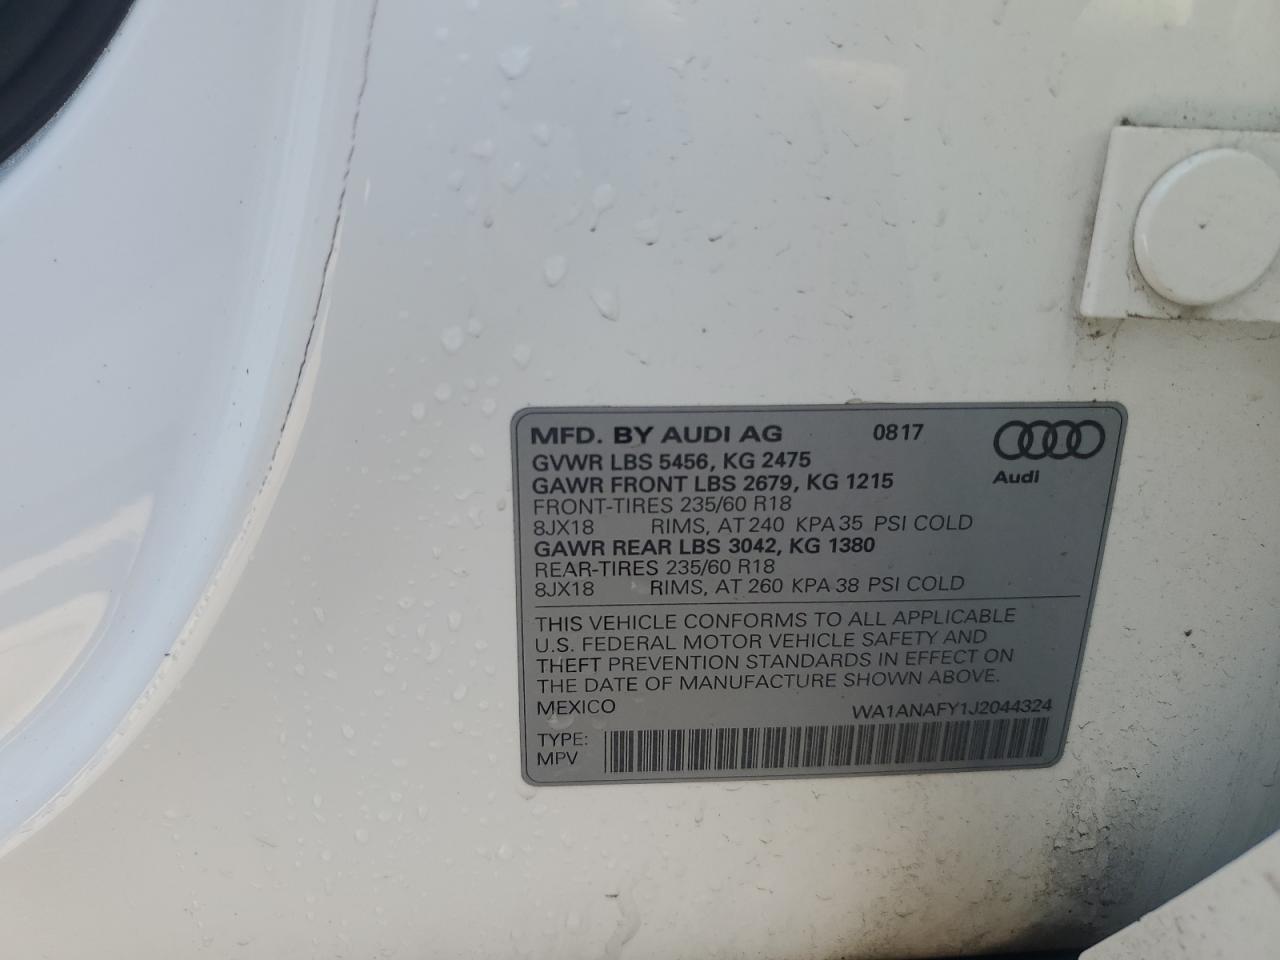 MFD. BY AUDI AG 0817
GVWR LBS 5456, KG 2475
GAWR FRONT LBS 2679, KG 1215
Audi
FRONT-TIRES 235/60 R18
8JX18 RIMS, AT 240 KPA 35 PSI COLD
GAWR REAR LBS 3042, KG 1380
REAR-TIRES 235/60 R18
8JX18 RIMS, AT 260 KPA 38 PSI COLD
THIS VEHICLE CONFORMS TO ALL APPLICABLE
U.S. FEDERAL MOTOR VEHICLE SAFETY AND
THEFT PREVENTION STANDARDS IN EFFECT ON
THE DATE OF MANUFACTURE SHOWN ABOVE.
MEXICO WA1ANAFY1J2044324
TYPE:
MPV